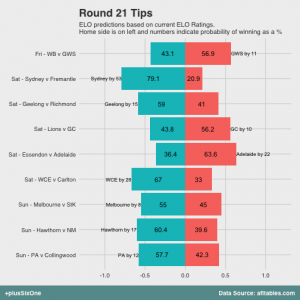 Round 21 Tips
ELO predictions based on current ELO Ratings.
Home side is on left and numbers indicate probability of winning as a %
Fri - WB v GWS 43.1 56.9 GWS by 11
Sat - Sydney v Fremantle Sydney by 53 79.1 20.9
Sat - Geelong v Richmond Geelong by 15 59 41
Sat - Lions v GC 43.8 56.2 GC by 10
Sat - Essendon v Adelaide 36.4 63.6 Adelaide by 22
Sat - WCE v Carlton WCE by 28 67 33
Sun - Melbourne v StK Melbourne by 8 55 45
Sun - Hawthorn v NM Hawthorn by 17 60.4 39.6
Sun - PA v Collingwood PA by 12 57.7 42.3
-1.0 -0.5 0.0 0.5 1.0
+plusSixOne Data Source: afltables.com